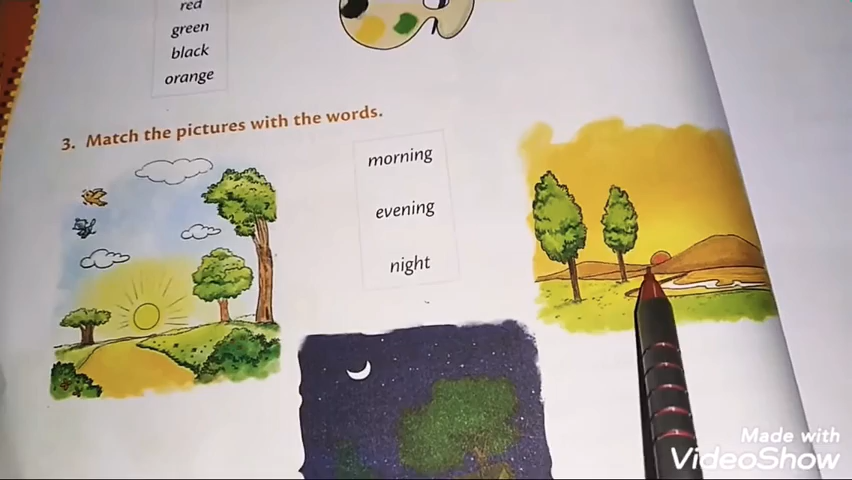 red
green
black
orange
3. Match the pictures with the words.
morning
evening
night
Made with
VideoShow